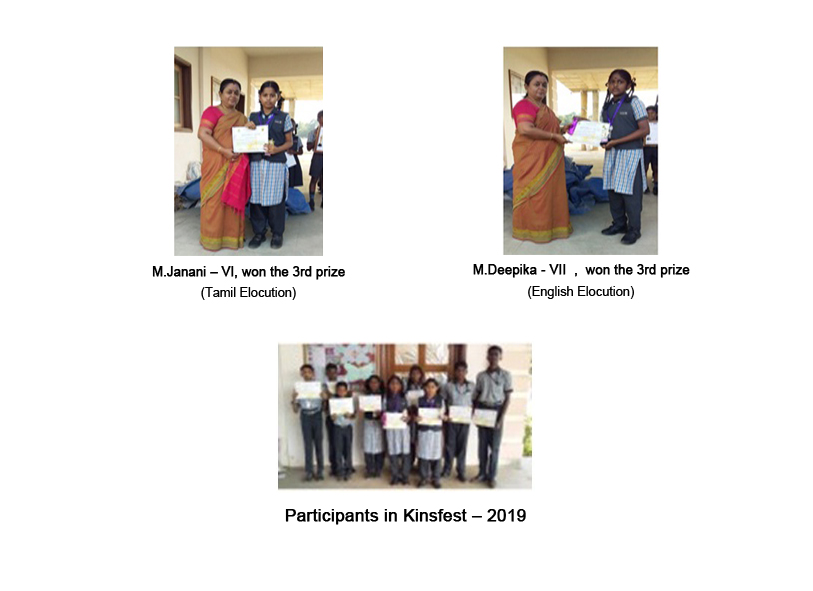 M.Janani – VI, won the 3rd prize
(Tamil Elocution)
M.Deepika - VII , won the 3rd prize
(English Elocution)
Participants in Kinsfest – 2019